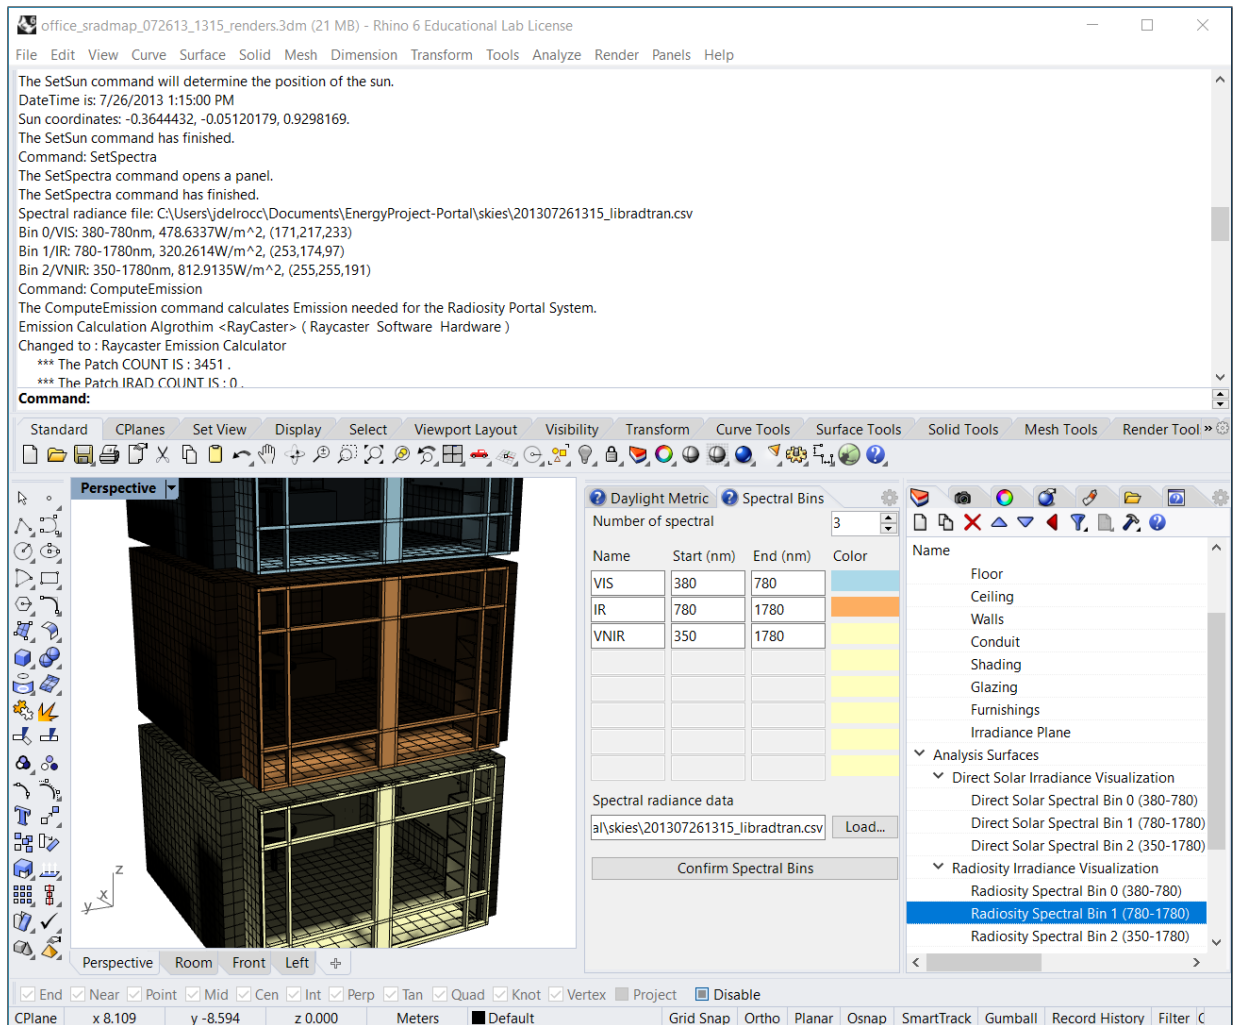 office_sradmap_072613_1315_renders.3dm (21 MB) - Rhino 6 Educational Lab License
File Edit View Curve Surface Solid Mesh Dimension Transform Tools Analyze Render Panels Help
The SetSun command will determine the position of the sun.
DateTime is: 7/26/2013 1:15:00 PM
Sun coordinates: -0.3644432, -0.05120179, 0.9298169.
The SetSun command has finished.
Command: SetSpectra
The SetSpectra command opens a panel.
The SetSpectra command has finished.
Spectral radiance file: C:\Users\jdelrocc\Documents\EnergyProject-Portal\skies\201307261315_libradtran.csv
Bin 0/VIS: 380-780nm, 478.6337W/m^2, (171,217,233)
Bin 1/IR: 780-1780nm, 320.2614W/m^2, (253,174,97)
Bin 2/VNIR: 350-1780nm, 812.9135W/m^2, (255,255,191)
Command: ComputeEmission
The ComputeEmission command calculates Emission needed for the Radiosity Portal System.
Emission Calculation Algrothim <RayCaster> ( Raycaster Software Hardware )
Changed to : Raycaster Emission Calculator
*** The Patch COUNT IS : 3451 .
*** The Patch IRAD COUNT IS : 0 .
Command:
Standard CPlanes Set View Display Select Viewport Layout Visibility Transform Curve Tools Surface Tools Solid Tools Mesh Tools Render Tool »
Perspective
z
x
y
Perspective Room Front Left
Daylight Metric Spectral Bins
Number of spectral 3
Name Start (nm) End (nm) Color
VIS 380 780
IR 780 1780
VNIR 350 1780
Spectral radiance data
al\skies\201307261315_libradtran.csv Load...
Confirm Spectral Bins
Name
Floor
Ceiling
Walls
Conduit
Shading
Glazing
Furnishings
Irradiance Plane
Analysis Surfaces
Direct Solar Irradiance Visualization
Direct Solar Spectral Bin 0 (380-780)
Direct Solar Spectral Bin 1 (780-1780)
Direct Solar Spectral Bin 2 (350-1780)
Radiosity Irradiance Visualization
Radiosity Spectral Bin 0 (380-780)
Radiosity Spectral Bin 1 (780-1780)
Radiosity Spectral Bin 2 (350-1780)
End Near Point Mid Cen Int Perp Tan Quad Knot Vertex Project Disable
CPlane x 8.109 y -8.594 z 0.000 Meters Default Grid Snap Ortho Planar Osnap SmartTrack Gumball Record History Filter C